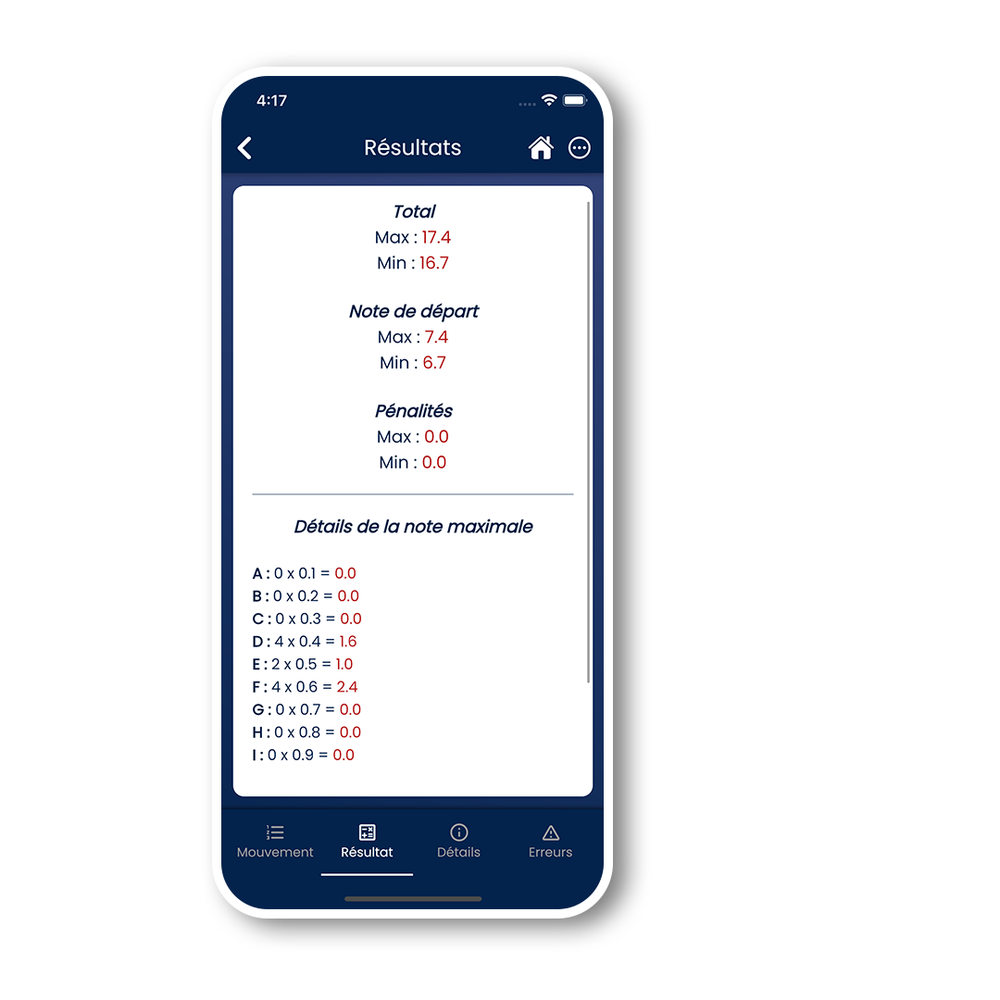 4:17
Résultats
Total
Max : 17.4
Min : 16.7
Note de départ
Max : 7.4
Min : 6.7
Pénalités
Max : 0.0
Min : 0.0
Détails de la note maximale
A : 0 x 0.1 = 0.0
B : 0 x 0.2 = 0.0
C : 0 x 0.3 = 0.0
D : 4 x 0.4 = 1.6
E : 2 x 0.5 = 1.0
F : 4 x 0.6 = 2.4
G : 0 x 0.7 = 0.0
H : 0 x 0.8 = 0.0
I : 0 x 0.9 = 0.0
Mouvement Résultat Détails Erreurs